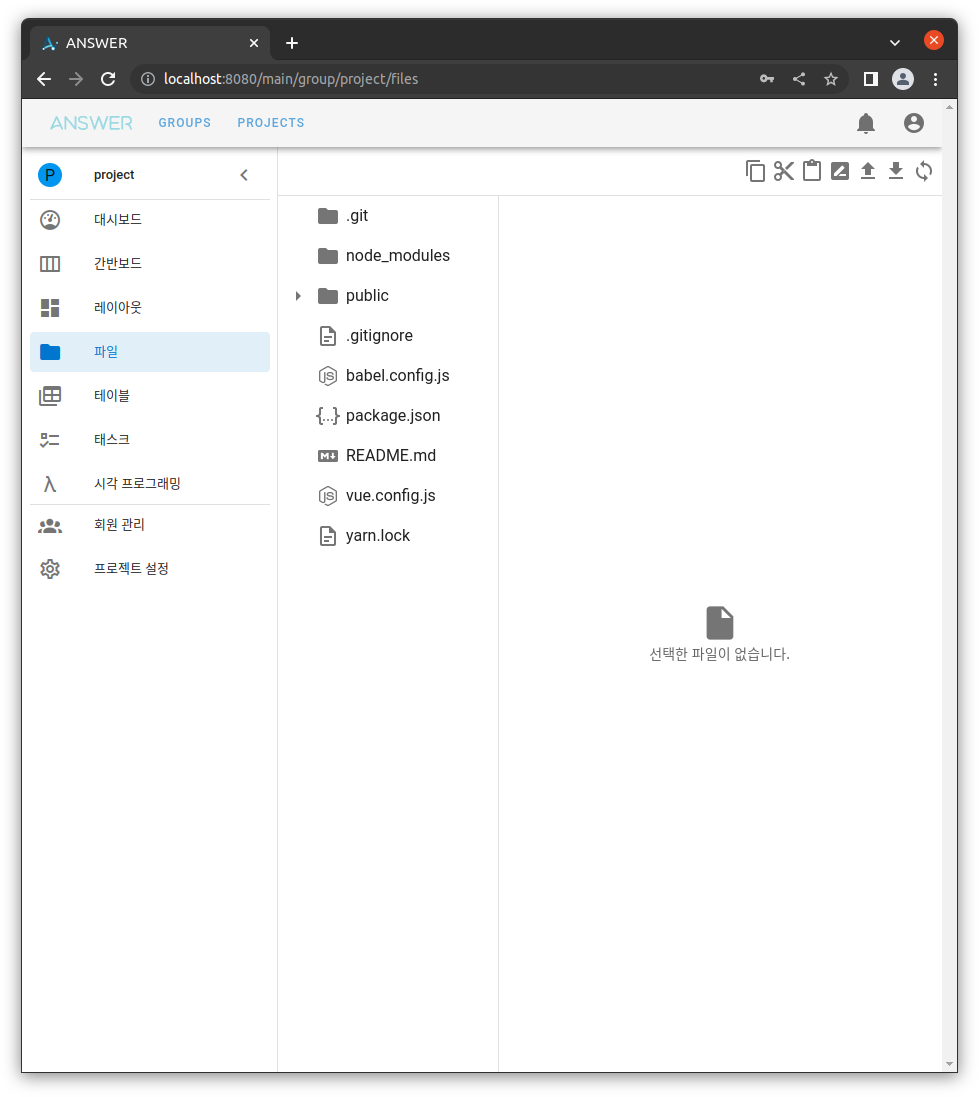 ANSWER
localhost:8080/main/group/project/files
ANSWER GROUPS PROJECTS
P project
대시보드
간반보드
레이아웃
파일
테이블
태스크
시각 프로그래밍
회원 관리
프로젝트 설정
.git
node_modules
public
.gitignore
babel.config.js
package.json
README.md
vue.config.js
yarn.lock
선택한 파일이 없습니다.